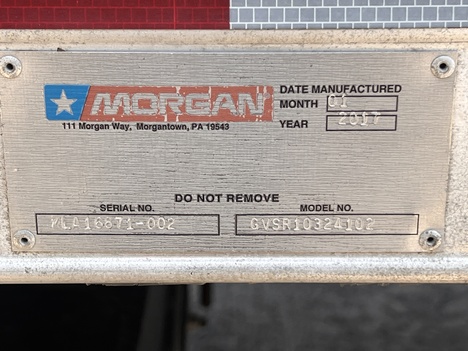 MORGAN
111 Morgan Way, Morgantown, PA 19543
DATE MANUFACTURED
MONTH 01
YEAR 2017
DO NOT REMOVE
SERIAL NO.
MODEL NO.
GVSR10324102